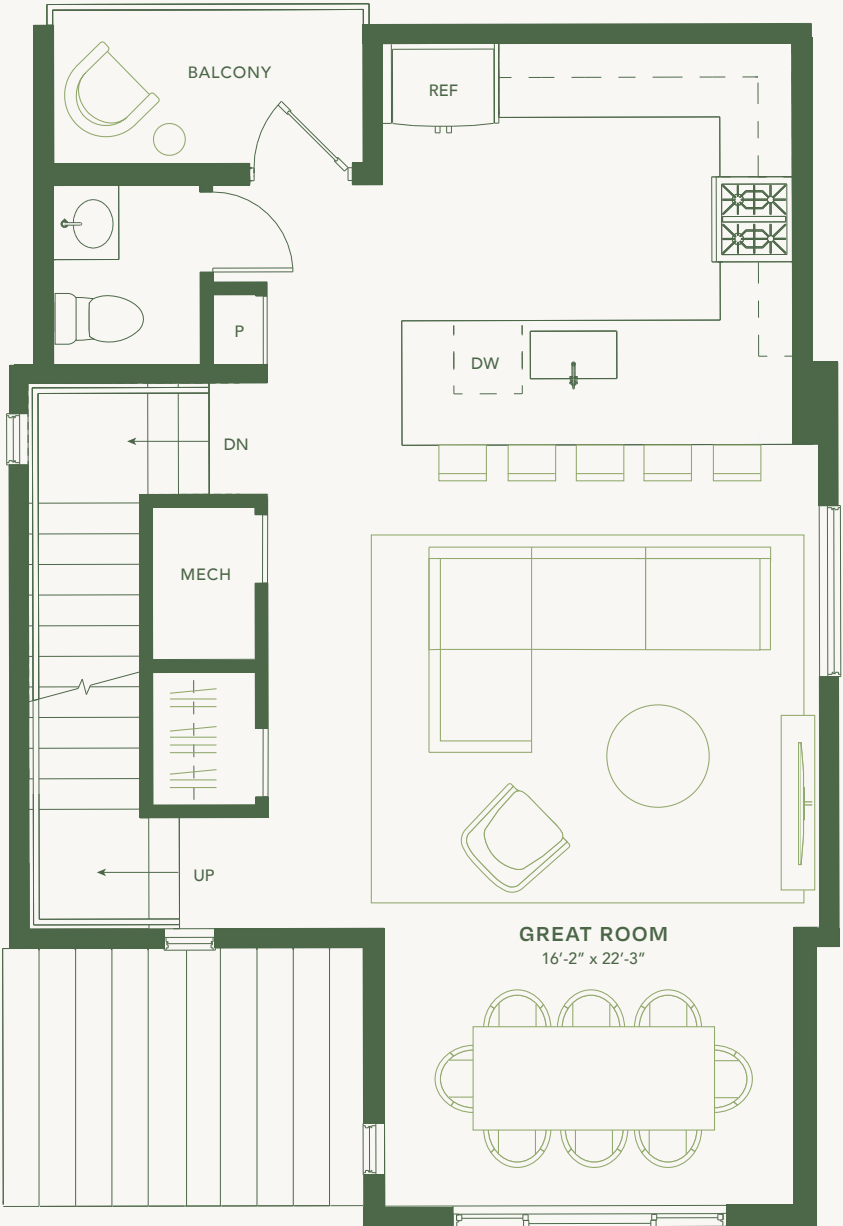 BALCONY
REF
P
DW
DN
MECH
UP
GREAT ROOM
16'-2" x 22'-3"